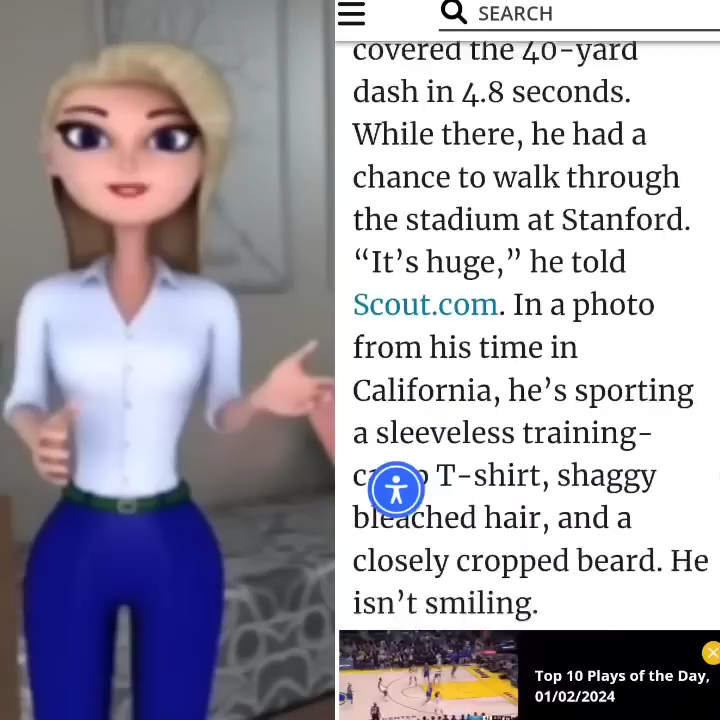 SEARCH
covered the 40-yard
dash in 4.8 seconds.
While there, he had a
chance to walk through
the stadium at Stanford.
“It’s huge,” he told
Scout.com. In a photo
from his time in
California, he’s sporting
a sleeveless training-
T-shirt, shaggy
bleached hair, and a
closely cropped beard. He
isn’t smiling.
Top 10 Plays of the Day,
01/02/2024